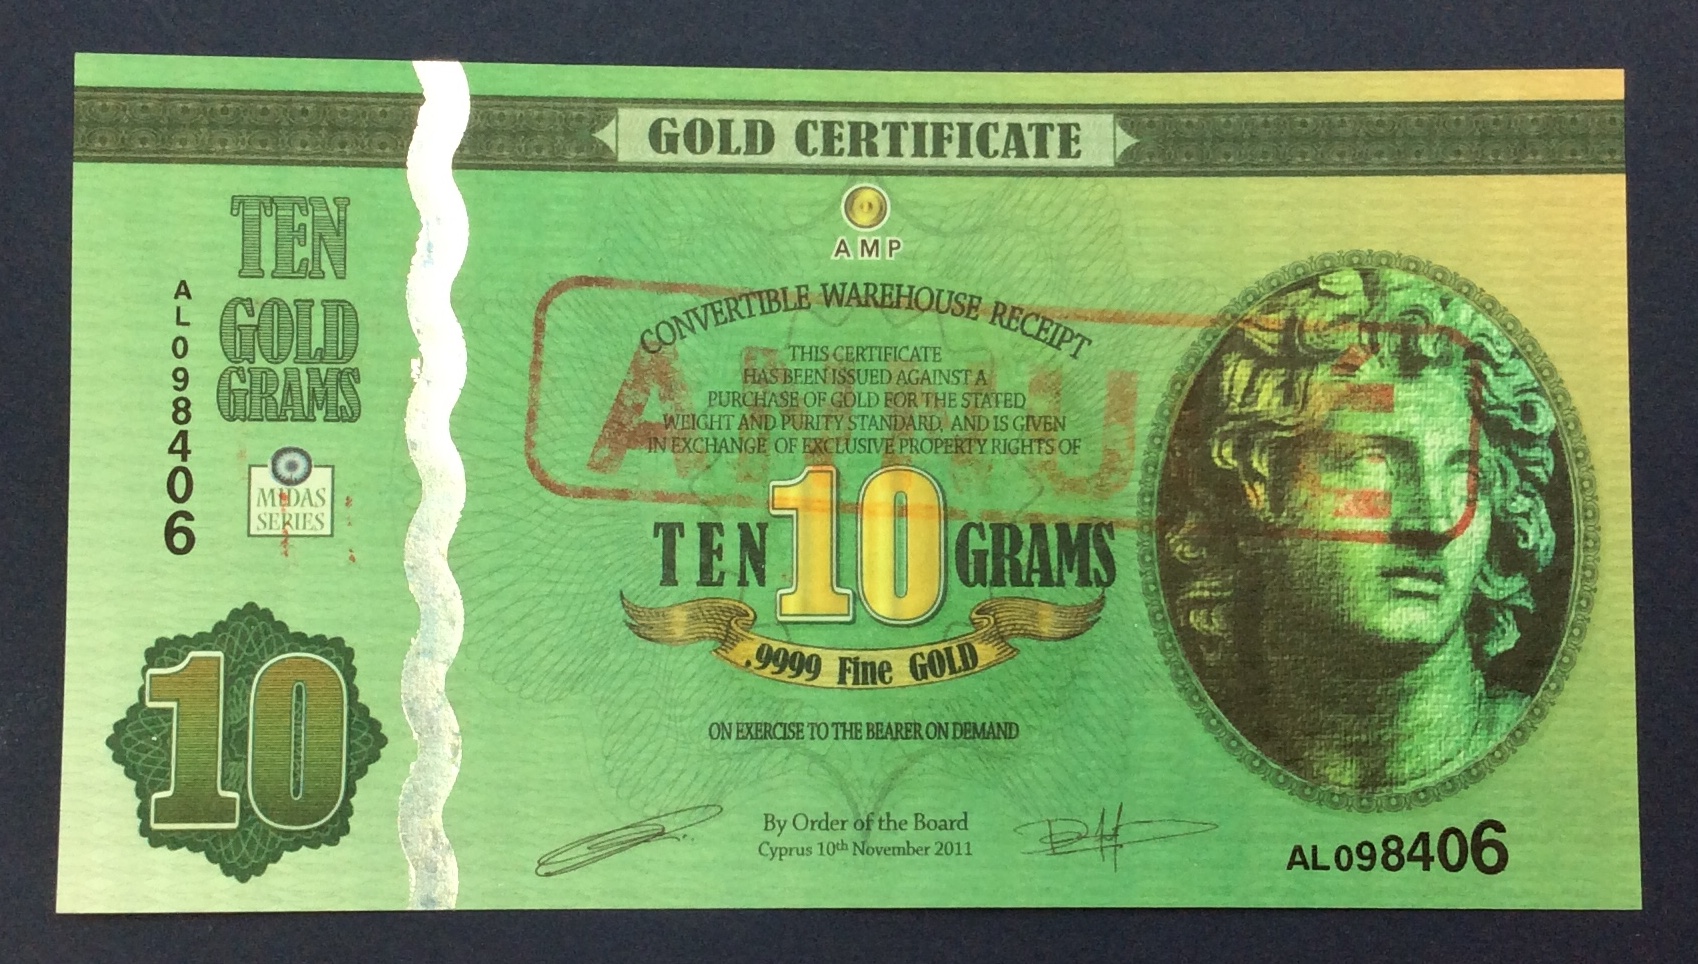 GOLD CERTIFICATE
AMP
TEN
GOLD
GRAMS
AL098406
MIDAS
SERIES
10
CONVERTIBLE WAREHOUSE RECEIPT
THIS CERTIFICATE
HAS BEEN ISSUED AGAINST A
PURCHASE OF GOLD FOR THE STATED
WEIGHT AND PURITY STANDARD, AND IS GIVEN
IN EXCHANGE OF EXCLUSIVE PROPERTY RIGHTS OF
TEN 10 GRAMS
.9999 Fine GOLD
ON EXERCISE TO THE BEARER ON DEMAND
By Order of the Board
Cyprus 10th November 2011
AL098406